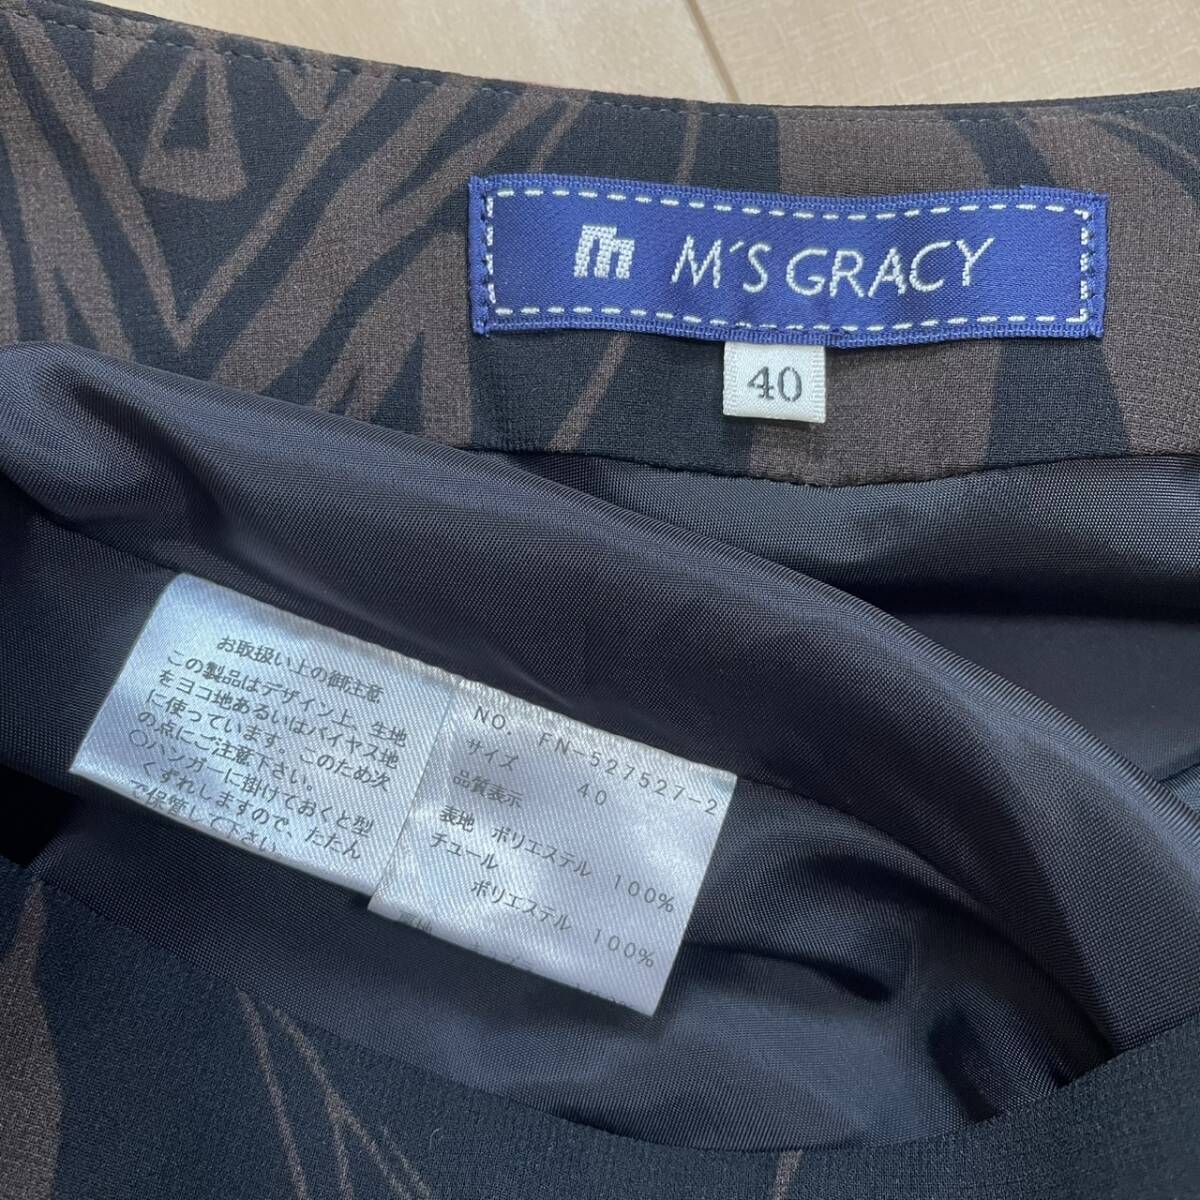 M'S GRACY
40
お取扱い上の御注意
この製品はデザイン上、生地
をヨコ地あるいはバイヤス地
に使っています。このため次
の点にご注意下さい。
○ハンガーに掛けておくと型
くずれしますので、たたん
で保管して下さい。
NO. FN-527527-2
サイズ 40
品質表示
表地 ポリエステル 100%
チュール
ポリエステル 100%